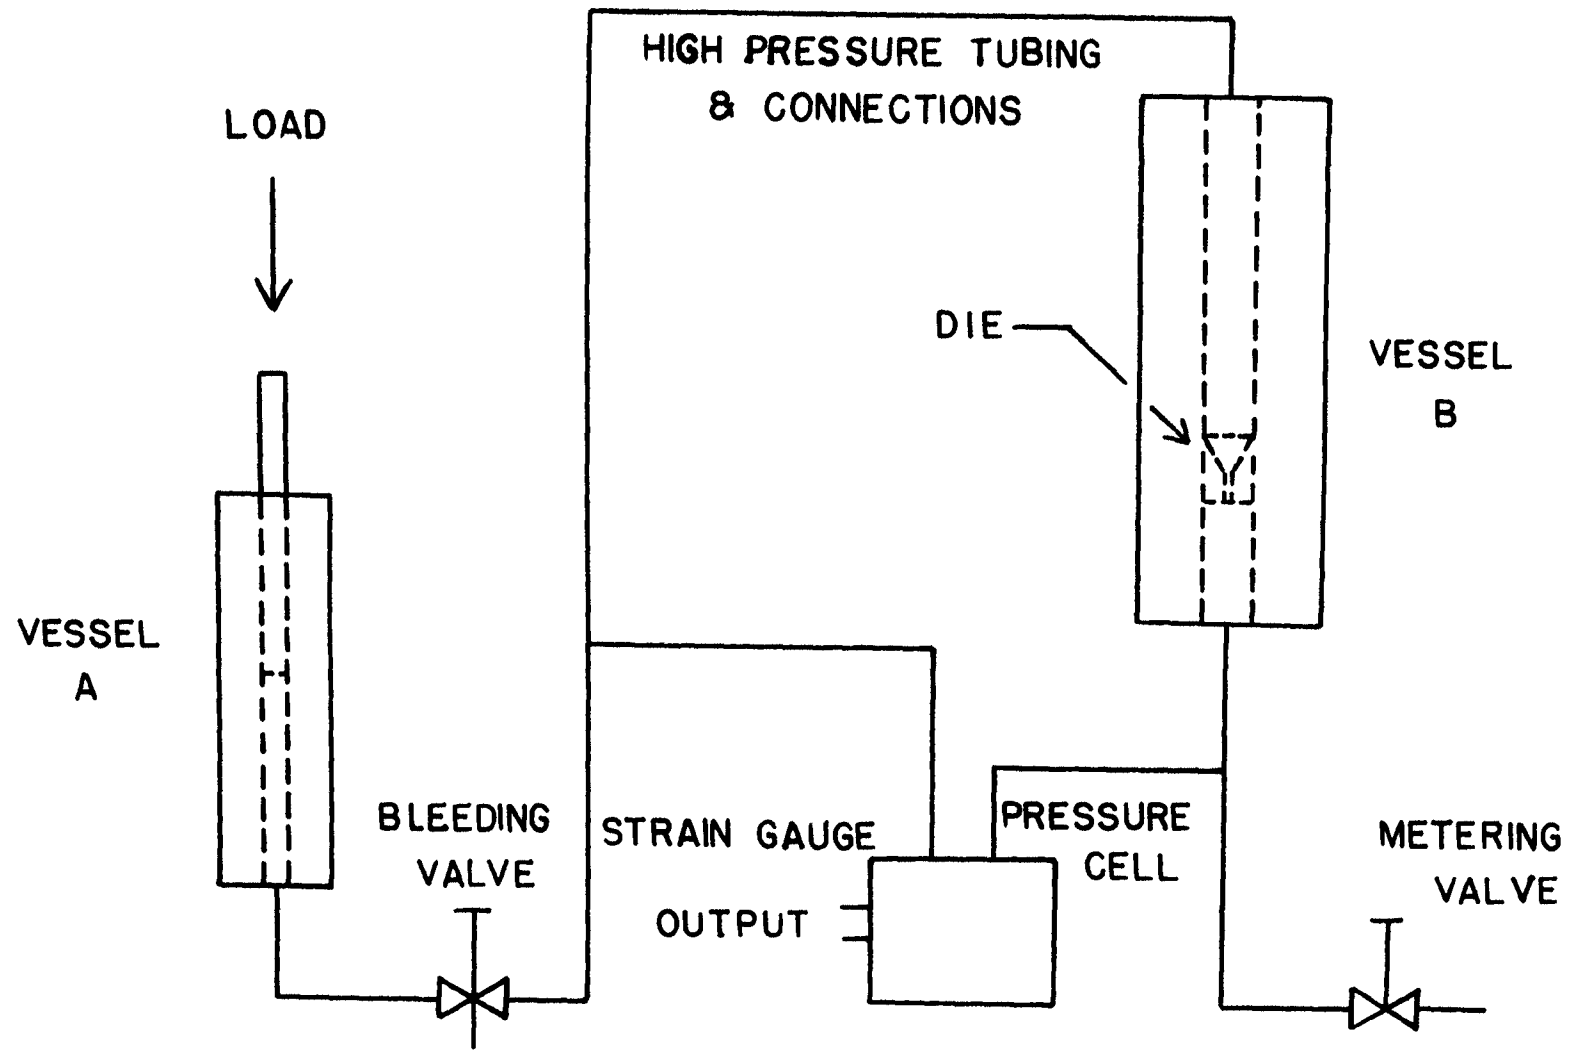 HIGH PRESSURE TUBING
& CONNECTIONS
LOAD
DIE
VESSEL
B
VESSEL
A
BLEEDING
VALVE
STRAIN GAUGE
OUTPUT
PRESSURE
CELL
METERING
VALVE